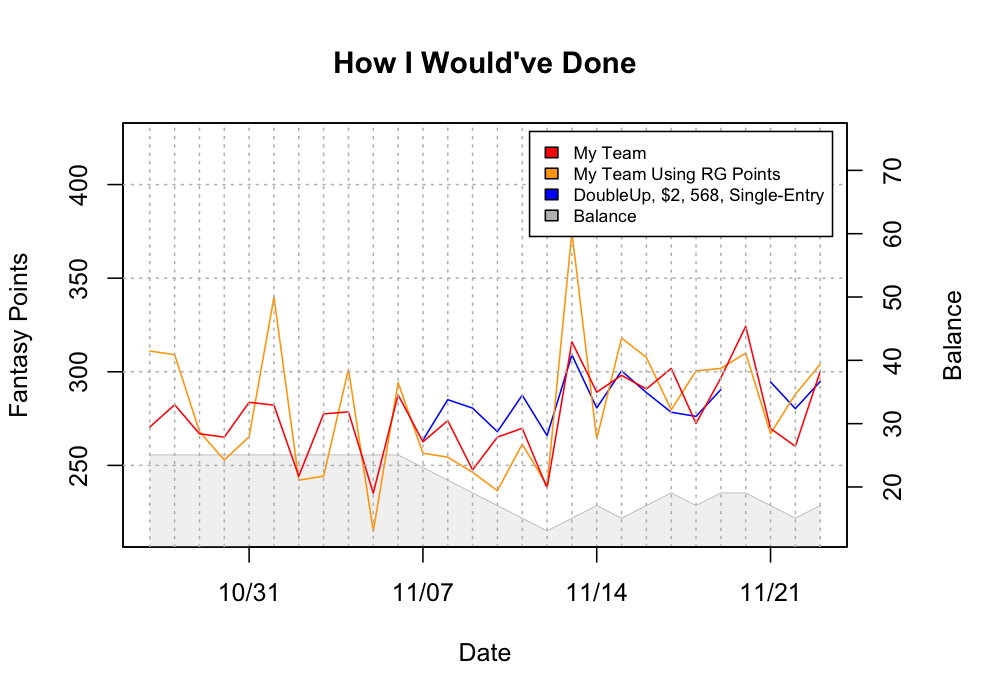 How I Would've Done
My Team
My Team Using RG Points
DoubleUp, $2, 568, Single-Entry
Balance
Fantasy Points
400
350
300
250
70
60
50
40
30
20
Balance
10/31
11/07
11/14
11/21
Date